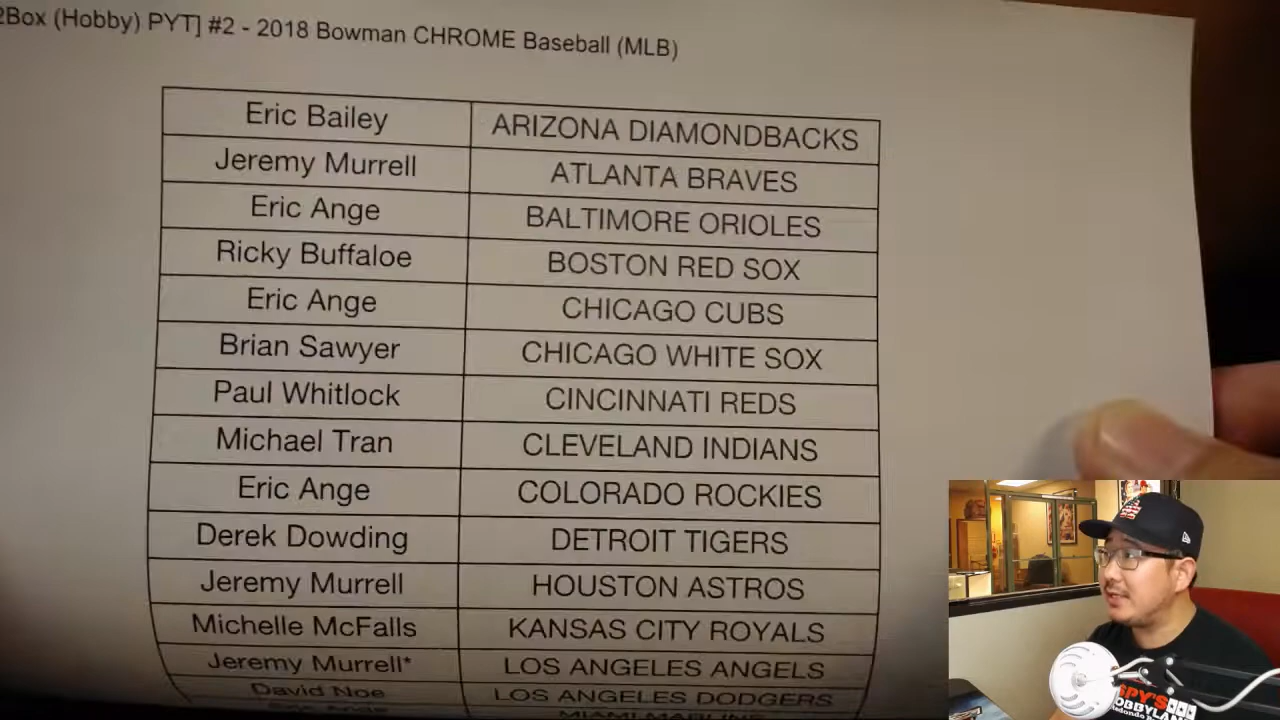 2Box (Hobby) PYT] #2 - 2018 Bowman CHROME Baseball (MLB)
Eric Bailey ARIZONA DIAMONDBACKS
Jeremy Murrell ATLANTA BRAVES
Eric Ange BALTIMORE ORIOLES
Ricky Buffaloe BOSTON RED SOX
Eric Ange CHICAGO CUBS
Brian Sawyer CHICAGO WHITE SOX
Paul Whitlock CINCINNATI REDS
Michael Tran CLEVELAND INDIANS
Eric Ange COLORADO ROCKIES
Derek Dowding DETROIT TIGERS
Jeremy Murrell HOUSTON ASTROS
Michelle McFalls KANSAS CITY ROYALS
Jeremy Murrell* LOS ANGELES ANGELS
David Noe LOS ANGELES DODGERS
Eric Ange MIAMI MARLINS